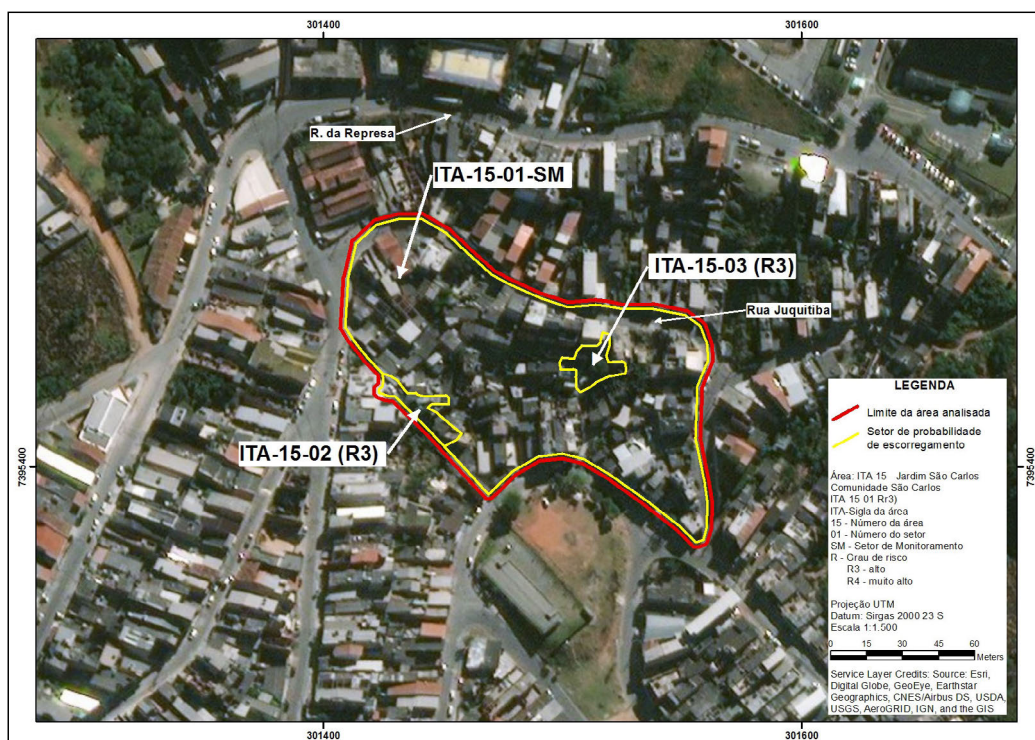 301400
301600
R. da Represa
ITA-15-01-SM
ITA-15-03 (R3)
Rua Juquitiba
ITA-15-02 (R3)
7395400
7395400
LEGENDA
Limite da área analisada
Setor de probabilidade
de escorregamento
Área: ITA 15 Jardim São Carlos
Comunidade São Carlos
ITA 15 01 Rr3)
ITA-Sigla da área
15 - Número da área
01 - Número do setor
SM - Setor de Monitoramento
R - Grau de risco
R3 - alto
R4 - muito alto
Projeção UTM
Datum: Sirgas 2000 23 S
Escala 1:1.500
0 15 30 45 60
Meters
Service Layer Credits: Source: Esri,
Digital Globe, GeoEye, Earthstar
Geographics, CNES/Airbus DS, USDA,
USGS, AeroGRID, IGN, and the GIS
301400
301600